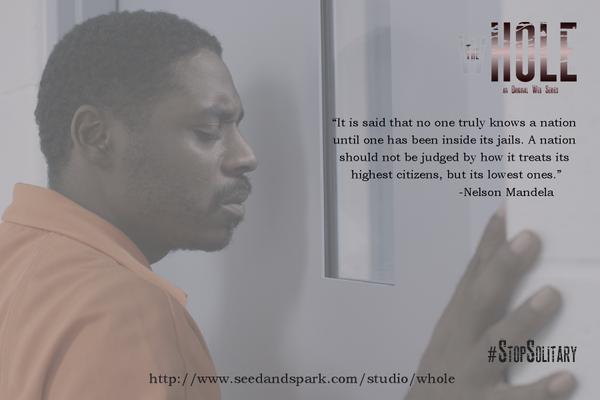 THE
WHOLE
an Original Web Series
“It is said that no one truly knows a nation
until one has been inside its jails. A nation
should not be judged by how it treats its
highest citizens, but its lowest ones.”
-Nelson Mandela
#StopSolitary
http://www.seedandspark.com/studio/whole